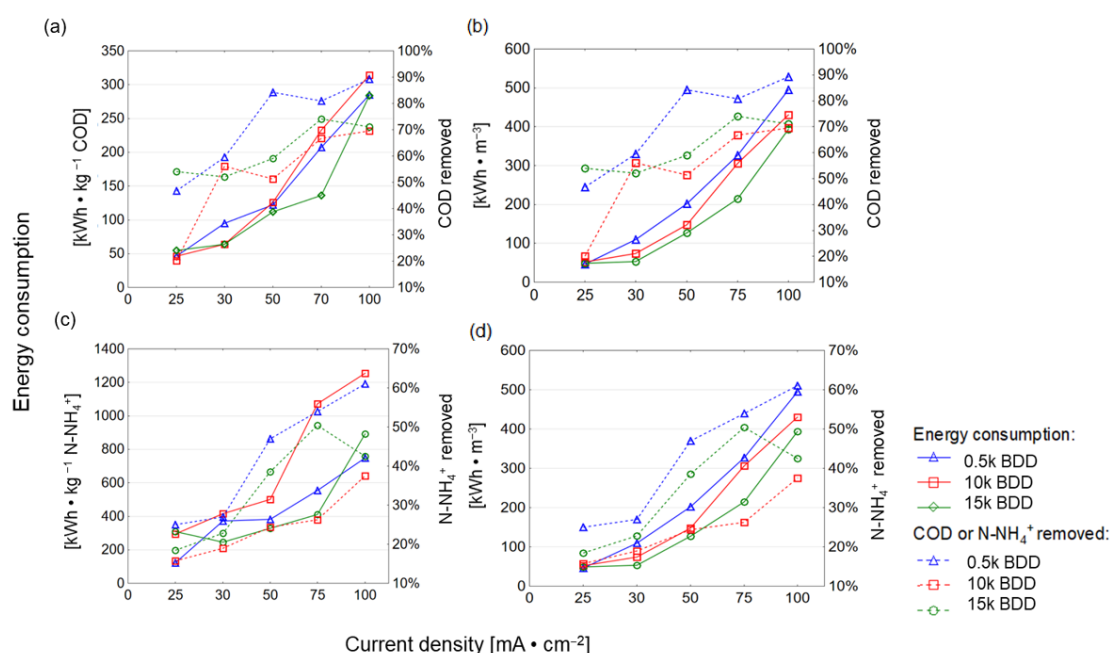 (a)
350
300
250
200
150
100
50
0
[kWh • kg ⁻¹ COD]
100%
90%
80%
70%
60%
50%
40%
30%
20%
10%
COD removed
0 25 30 50 70 100
(b)
600
500
400
300
200
100
0
[kWh • m⁻³]
100%
90%
80%
70%
60%
50%
40%
30%
20%
10%
COD removed
0 25 30 50 75 100
Energy consumption
(c)
1400
1200
1000
800
600
400
200
0
[kWh • kg⁻¹ N-NH₄⁺]
70%
60%
50%
40%
30%
20%
10%
N-NH₄⁺ removed
0 25 30 50 75 100
(d)
600
500
400
300
200
100
0
[kWh • m⁻³]
70%
60%
50%
40%
30%
20%
10%
N-NH₄⁺ removed
0 25 30 50 75 100
Current density [mA • cm⁻²]
Energy consumption:
0.5k BDD
10k BDD
15k BDD
COD or N-NH₄⁺ removed:
0.5k BDD
10k BDD
15k BDD